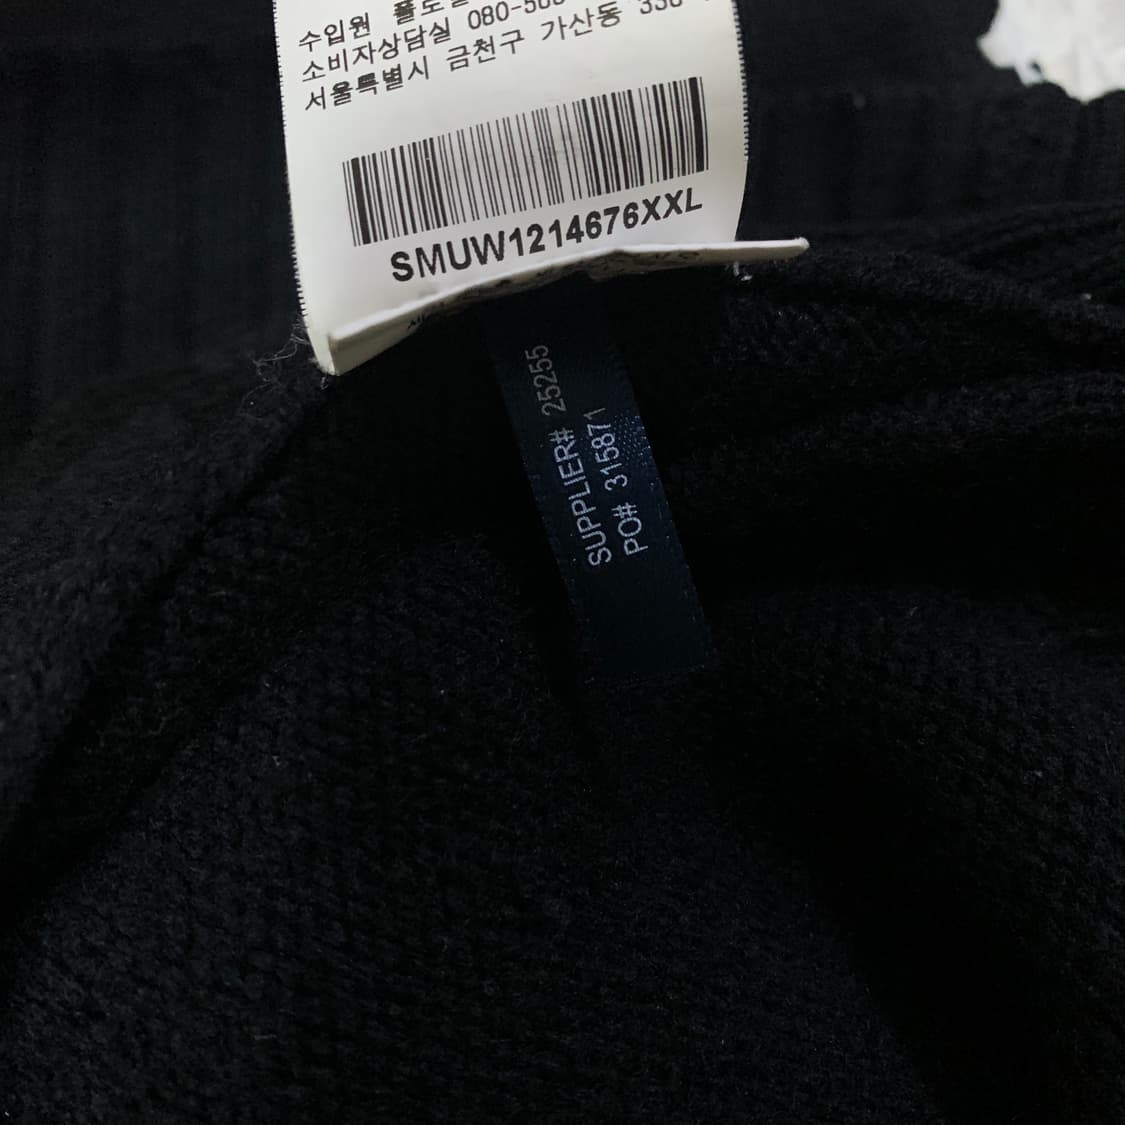 수입원
소비자상담실 080-
서울특별시 금천구 가산동
SMUW1214676XXL
SUPPLIER# 25255
PO# 315871